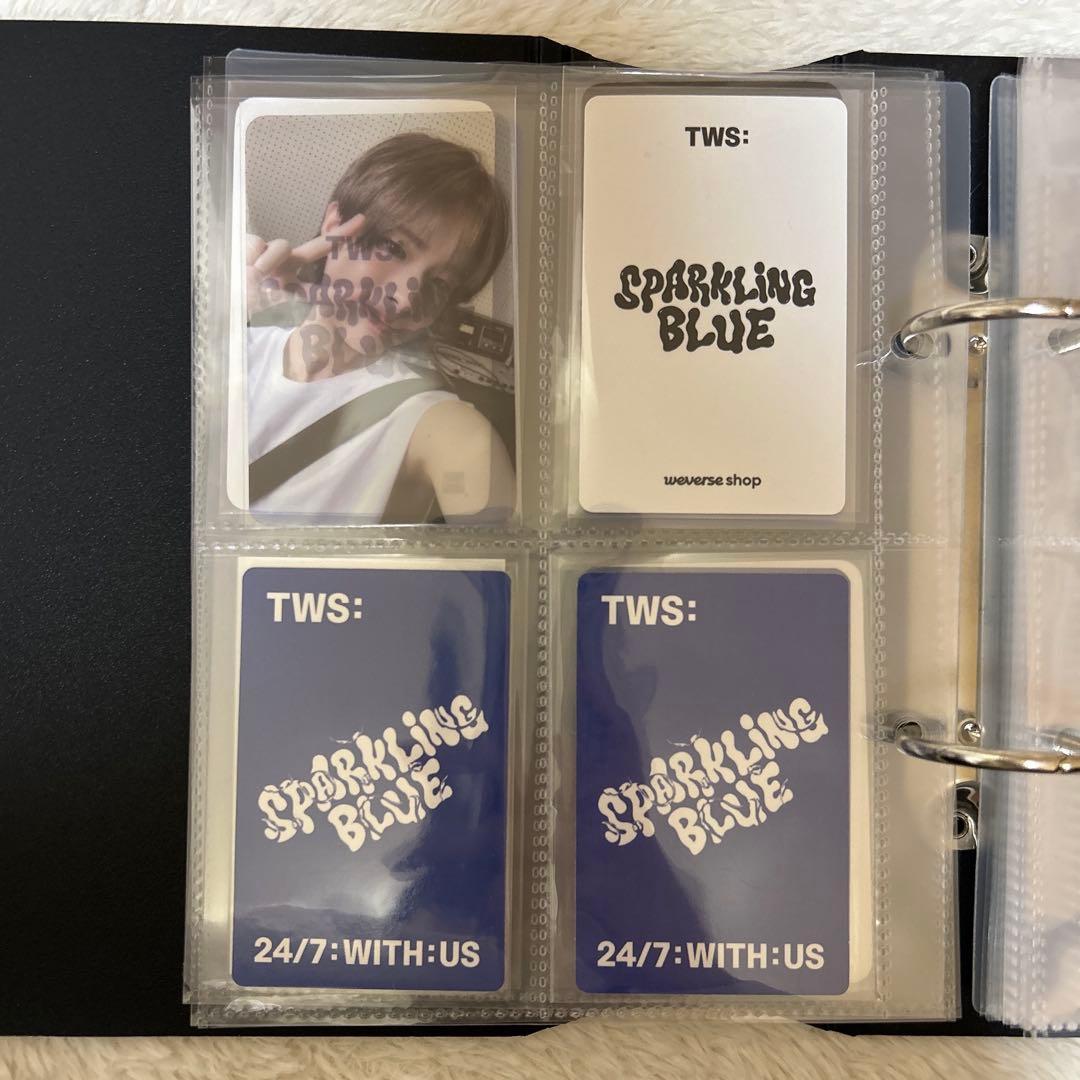 TWS:
SPARKLING
BLUE
TWS:
SPARKLiNG
BLUE
weverse shop
TWS:
SPARKLiNG
BLUE
24/7:WITH:US
TWS:
SPARKLiNG
BLUE
24/7:WITH:US